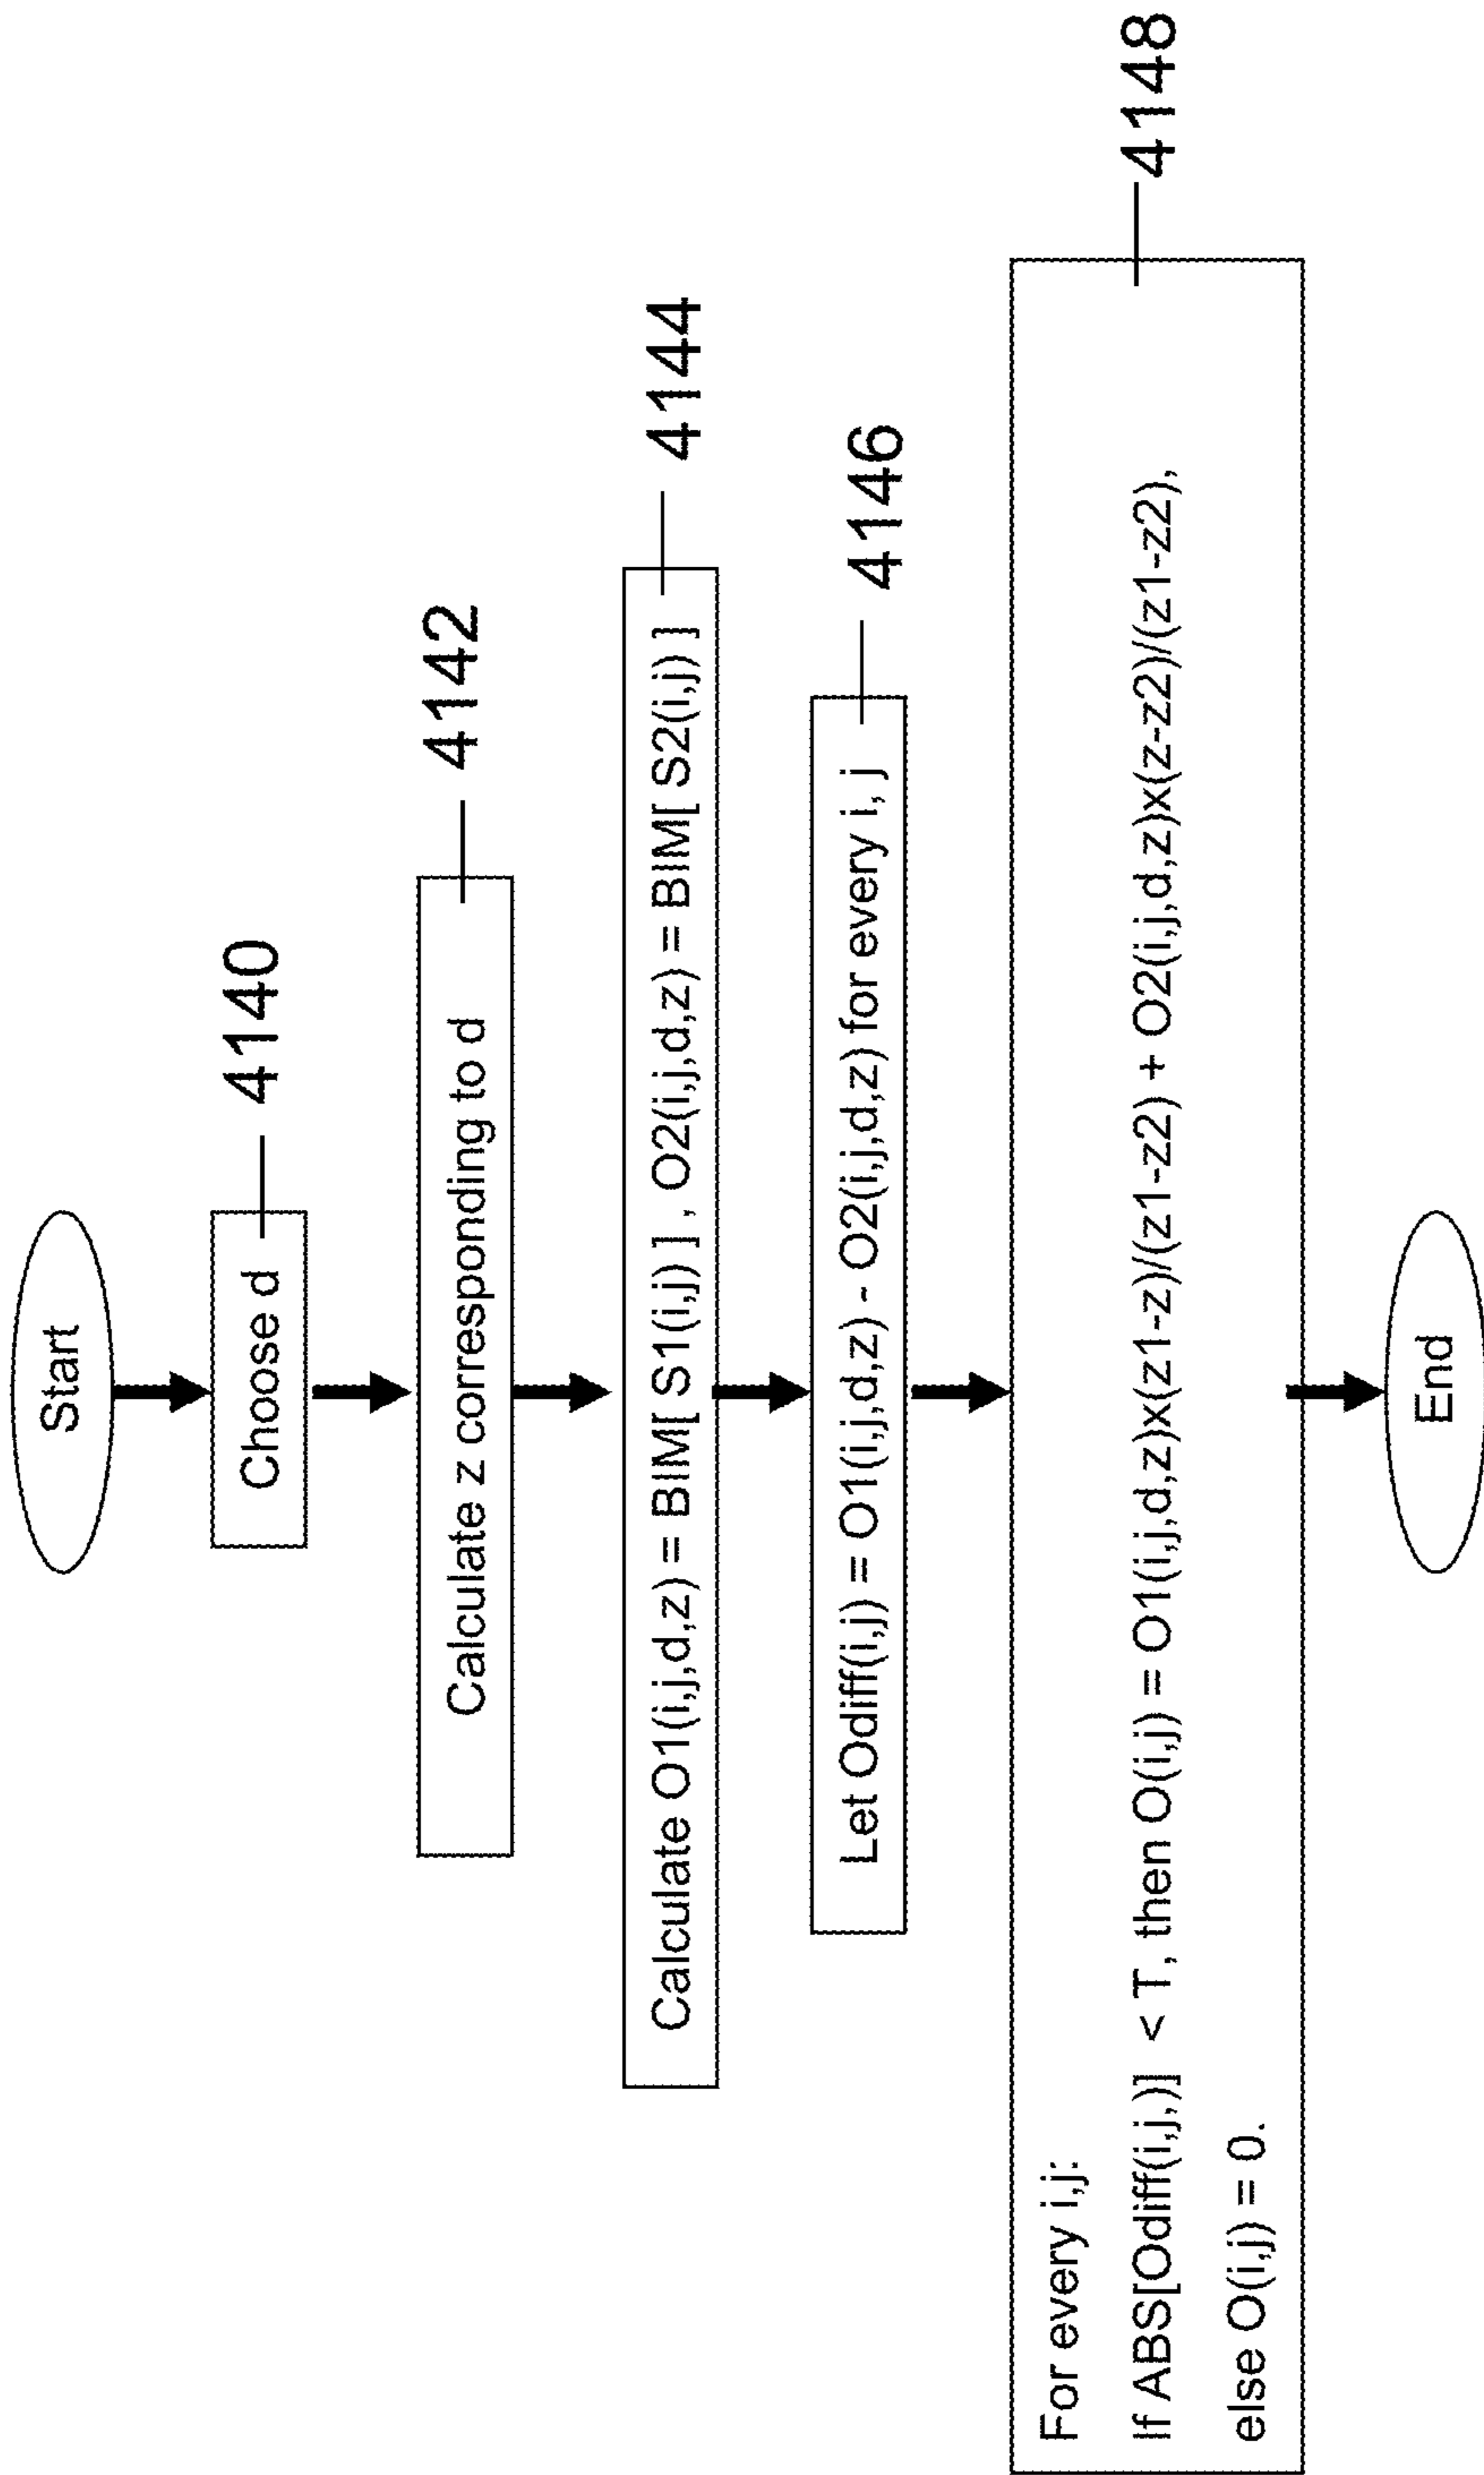 Start
Choose d
4140
Calculate z corresponding to d
4142
Calculate O1(i,j,d,z) = BIM[ S1(i,j) ] , O2(i,j,d,z) = BIM[ S2(i,j) ]
4144
Let Odiff(i,j) = O1(i,j,d,z) - O2(i,j,d,z) for every i, j
4146
For every i,j:
If ABS[Odiff(i,j,)] < T, then O(i,j) = O1(i,j,d,z)x(z1-z)/(z1-z2) + O2(i,j,d,z)x(z-z2)/(z1-z2),
else O(i,j) = 0.
4148
End